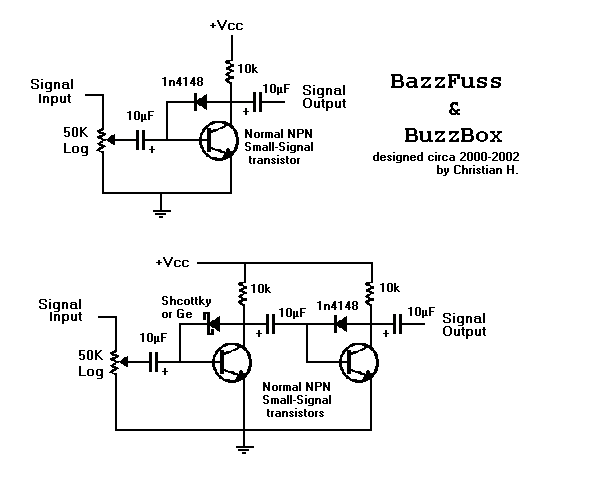 +Vcc
10k
1n4148
10µF
Signal
Output
Signal
Input
10µF
+
+
50K
Log
Normal NPN
Small-Signal
transistor
BazzFuss
&
BuzzBox
designed circa 2000-2002
by Christian H.
+Vcc
10k
10k
Shcottky
or Ge
10µF
1n4148
10µF
Signal
Output
Signal
Input
10µF
+
+
+
50K
Log
Normal NPN
Small-Signal
transistors